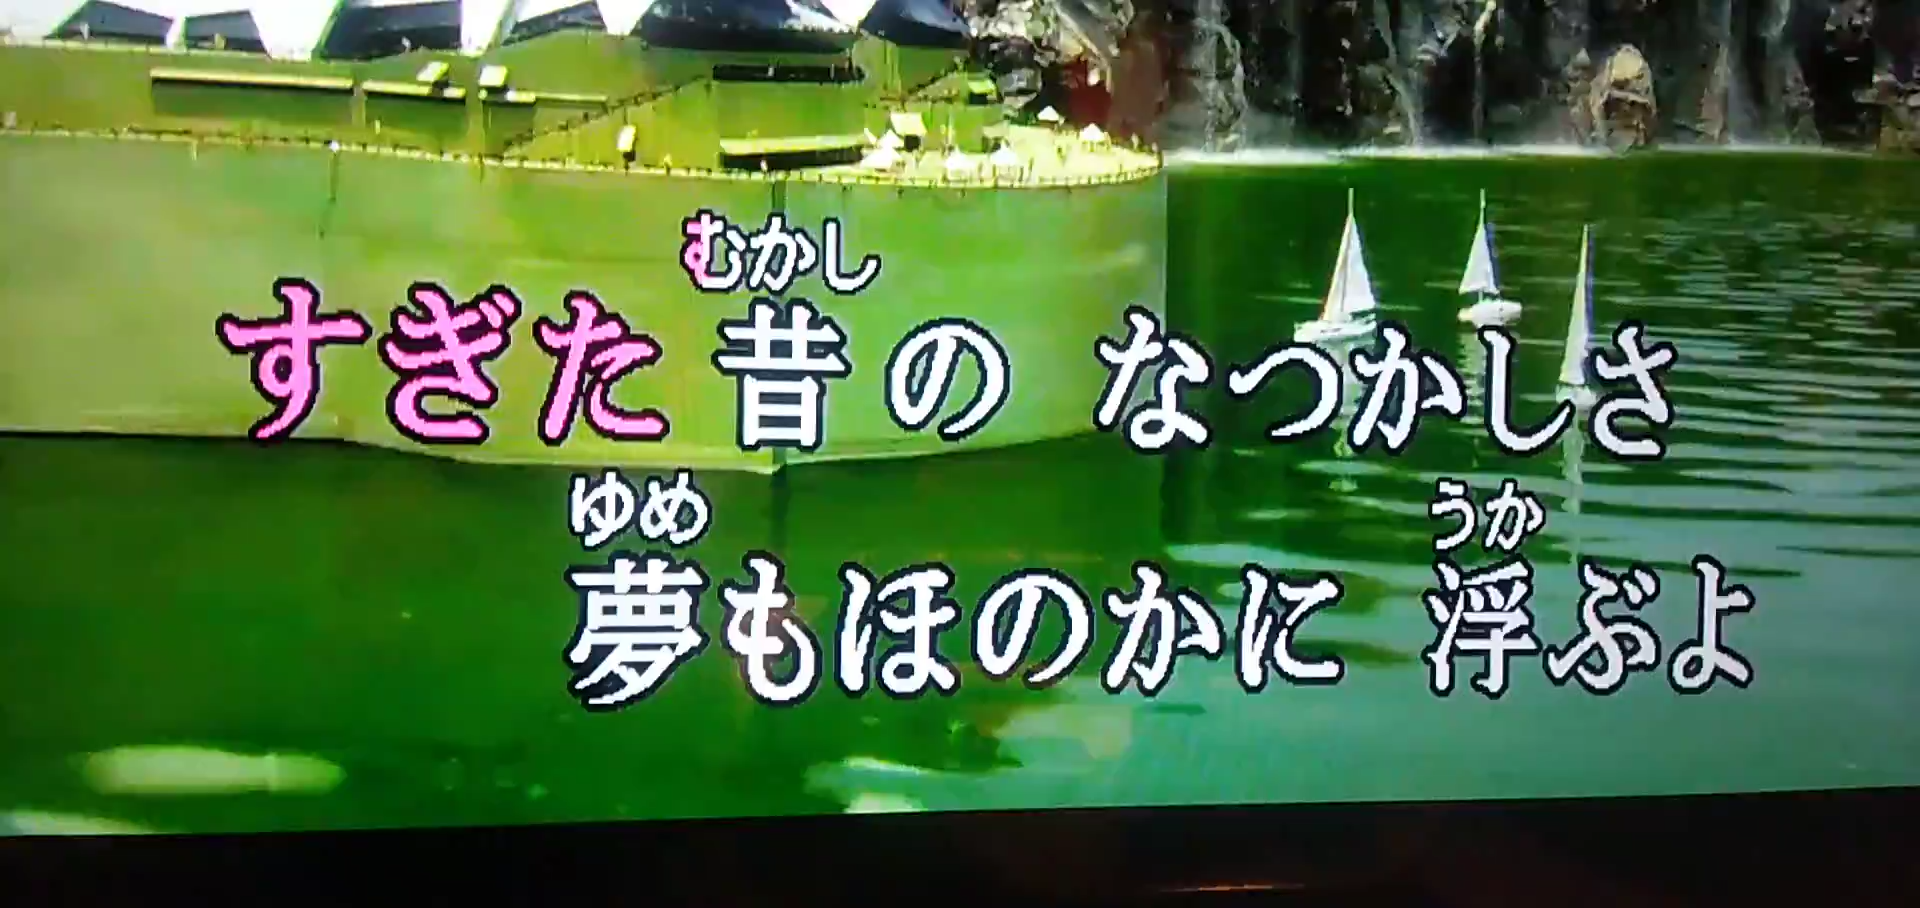 むかし
すぎた昔の なつかしさ
ゆめ うか
夢もほのかに 浮ぶよ